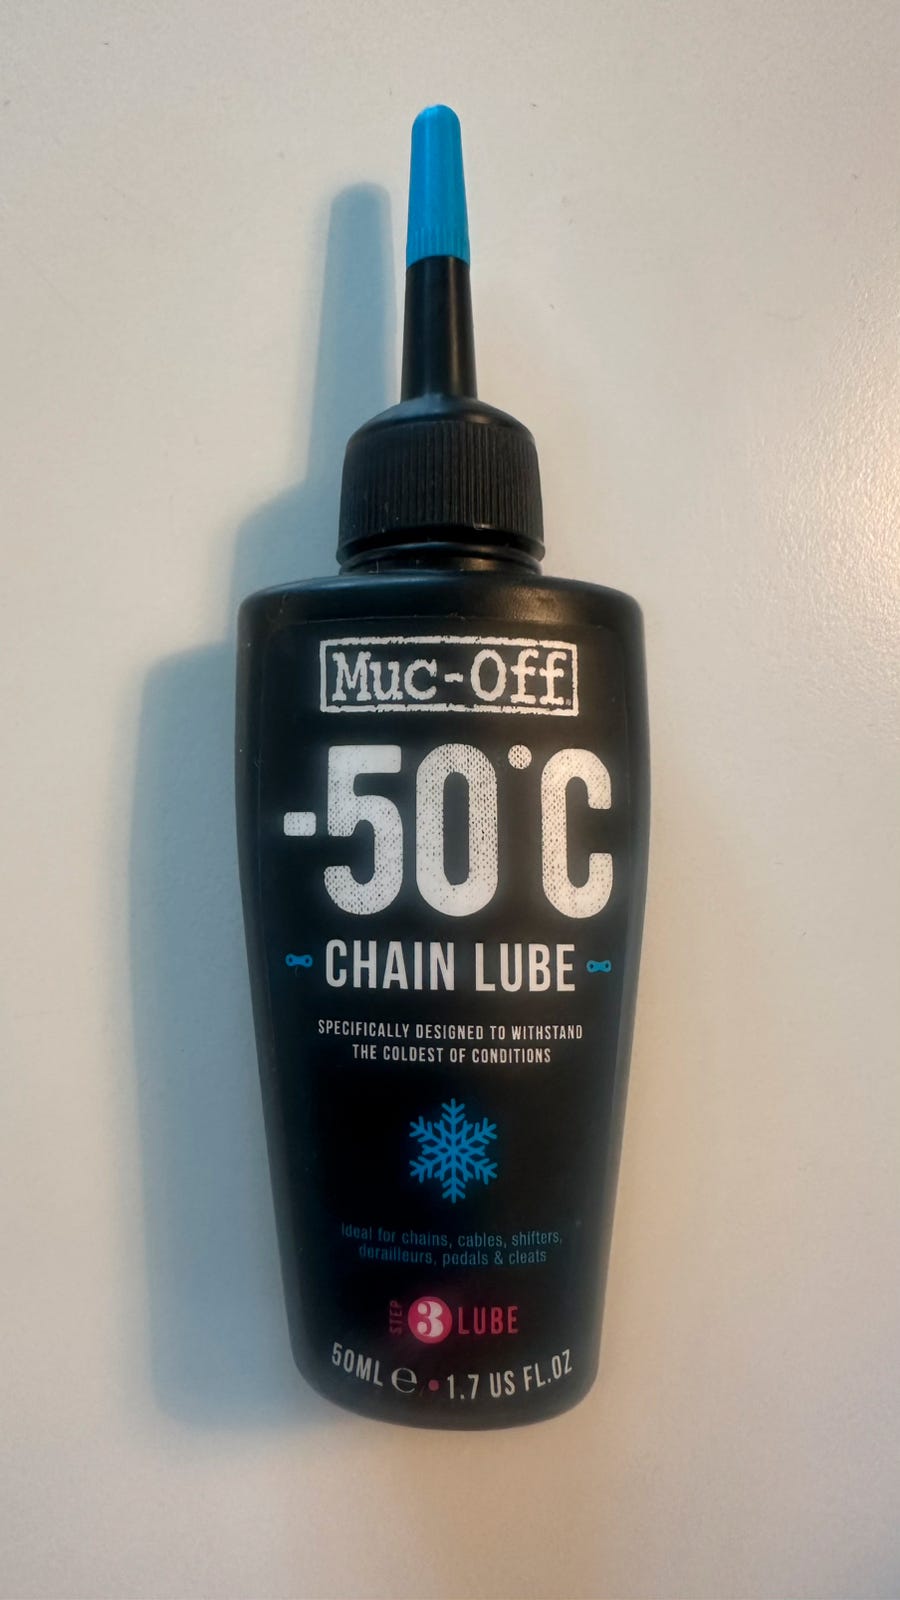 Muc-Off
-50°C
CHAIN LUBE
SPECIFICALLY DESIGNED TO WITHSTAND
THE COLDEST OF CONDITIONS
Ideal for chains, cables, shifters,
derailleurs, pedals & cleats
STEP 3 LUBE
50ML ℮ • 1.7 US FL.OZ